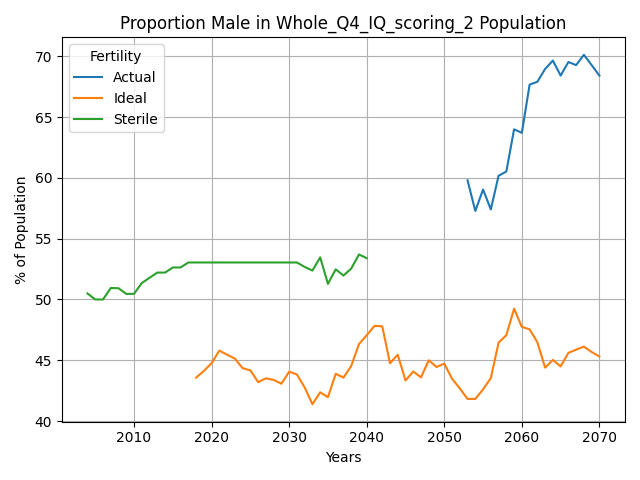 Proportion Male in Whole_Q4_IQ_scoring_2 Population
Fertility
Actual
Ideal
Sterile
70
65
60
55
50
45
40
% of Population
2010 2020 2030 2040 2050 2060 2070
Years